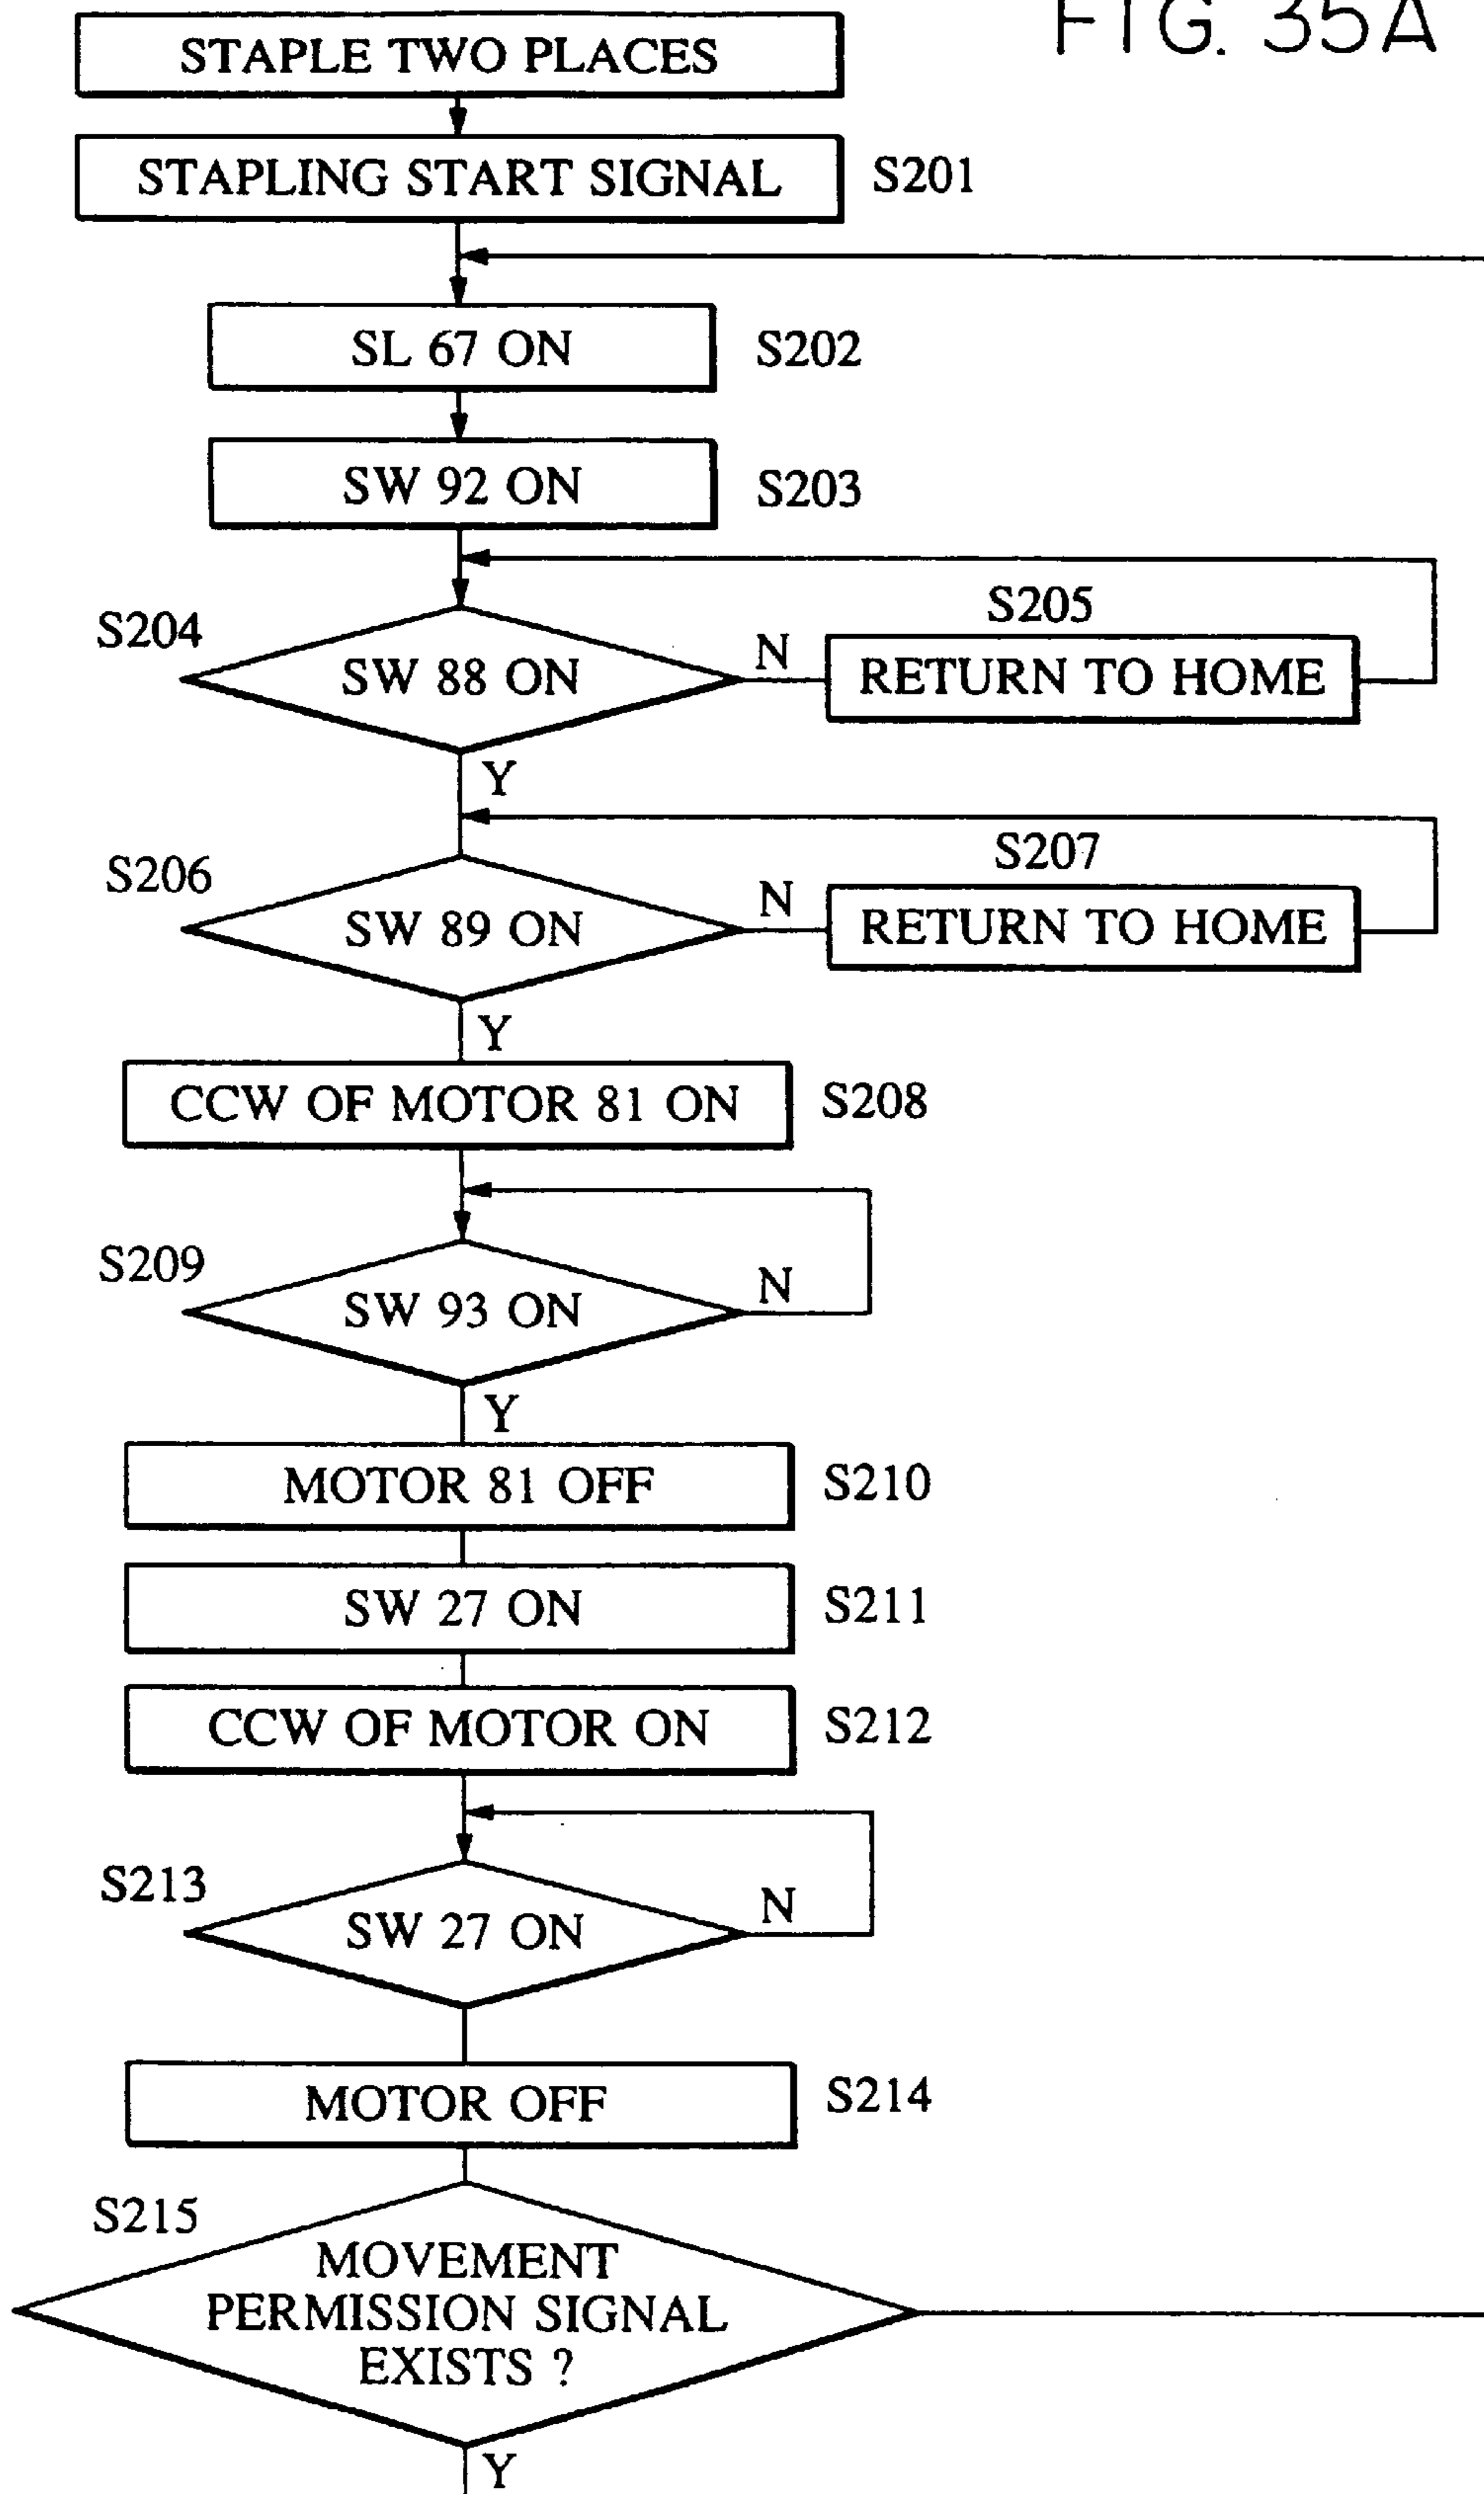 FIG. 35A
STAPLE TWO PLACES
STAPLING START SIGNAL S201
SL 67 ON S202
SW 92 ON S203
S204 SW 88 ON N S205
RETURN TO HOME
Y
S206 SW 89 ON N S207
RETURN TO HOME
Y
CCW OF MOTOR 81 ON S208
S209 SW 93 ON N
Y
MOTOR 81 OFF S210
SW 27 ON S211
CCW OF MOTOR ON S212
S213 SW 27 ON N
MOTOR OFF S214
S215
MOVEMENT
PERMISSION SIGNAL
EXISTS ?
Y